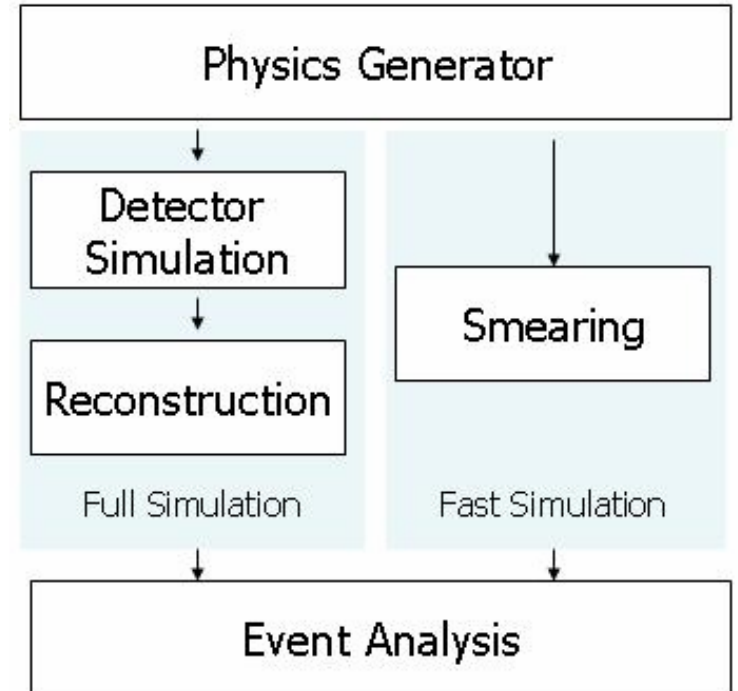 Physics Generator
Detector
Simulation
Reconstruction
Full Simulation
Smearing
Fast Simulation
Event Analysis